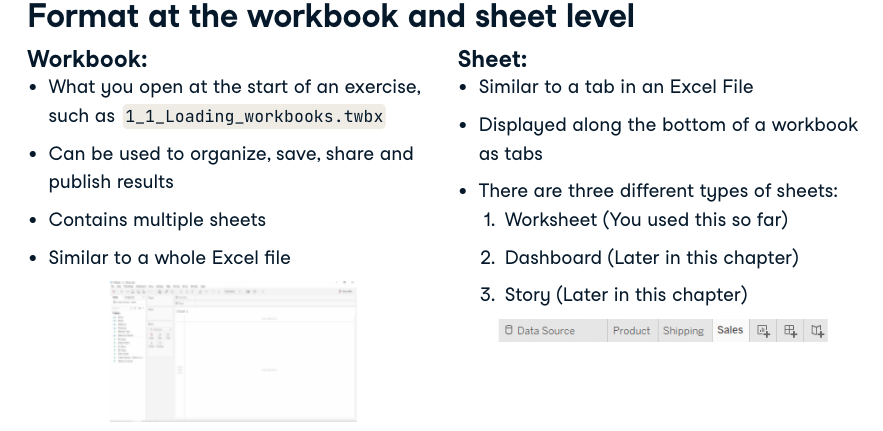 Format at the workbook and sheet level
Workbook:
• What you open at the start of an exercise,
such as 1_1_Loading_workbooks.twbx
• Can be used to organize, save, share and
publish results
• Contains multiple sheets
• Similar to a whole Excel file
Sheet:
• Similar to a tab in an Excel File
• Displayed along the bottom of a workbook
as tabs
• There are three different types of sheets:
1. Worksheet (You used this so far)
2. Dashboard (Later in this chapter)
3. Story (Later in this chapter)
Data Source Product Shipping Sales